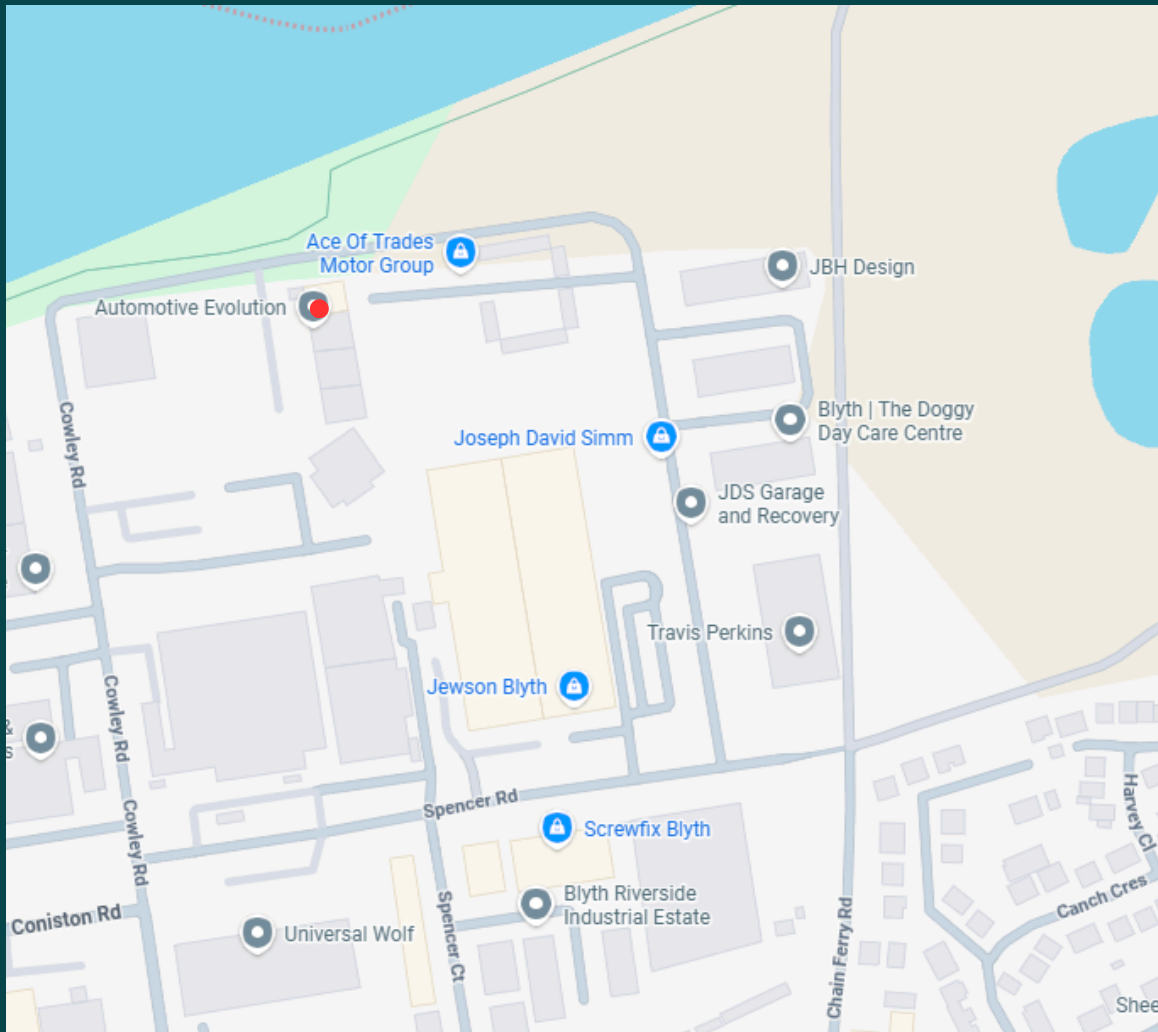 Ace Of Trades
Motor Group
JBH Design
Automotive Evolution
Cowley Rd
Blyth | The Doggy
Day Care Centre
Joseph David Simm
JDS Garage
and Recovery
Travis Perkins
Cowley Rd
Jewson Blyth
Spencer Rd
Cowley Rd
Screwfix Blyth
Harvey Cl
Blyth Riverside
Industrial Estate
Canch Cres
Coniston Rd
Universal Wolf
Spencer Ct
Chain Ferry Rd